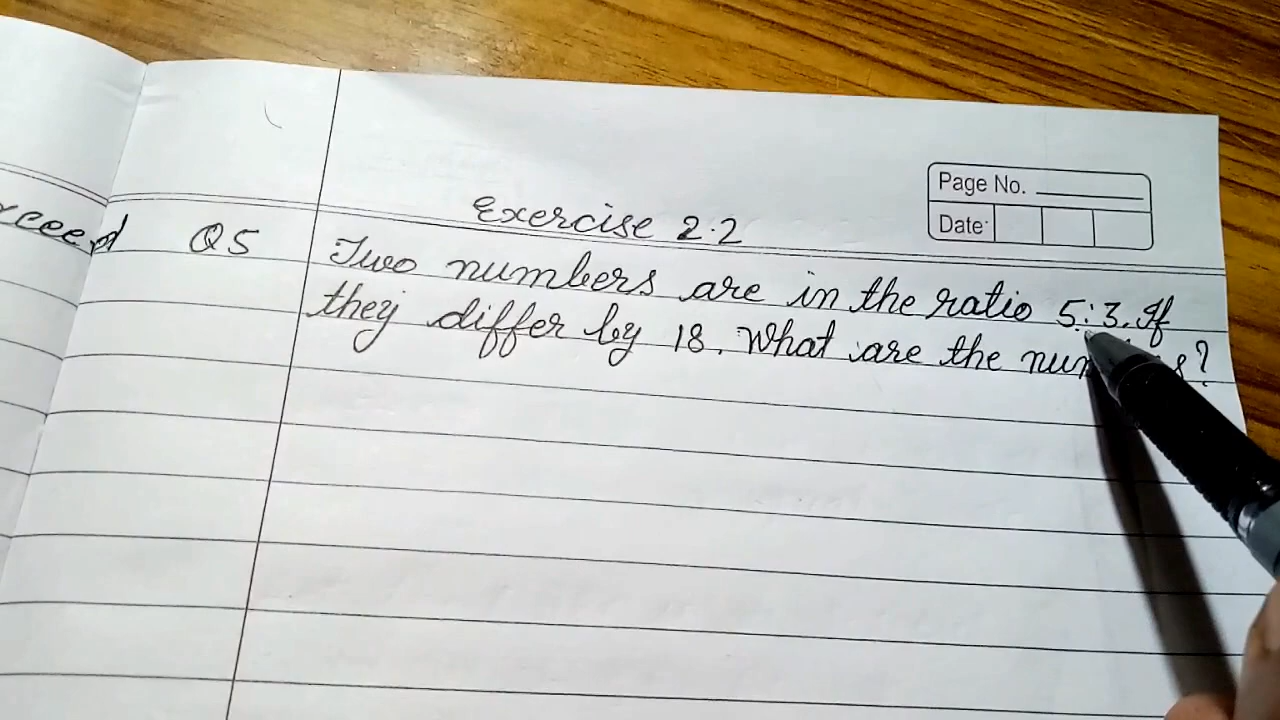 Page No.
Date
Exercise 2.2
Q5 Two numbers are in the ratio 5:3. If
they differ by 18. What are the